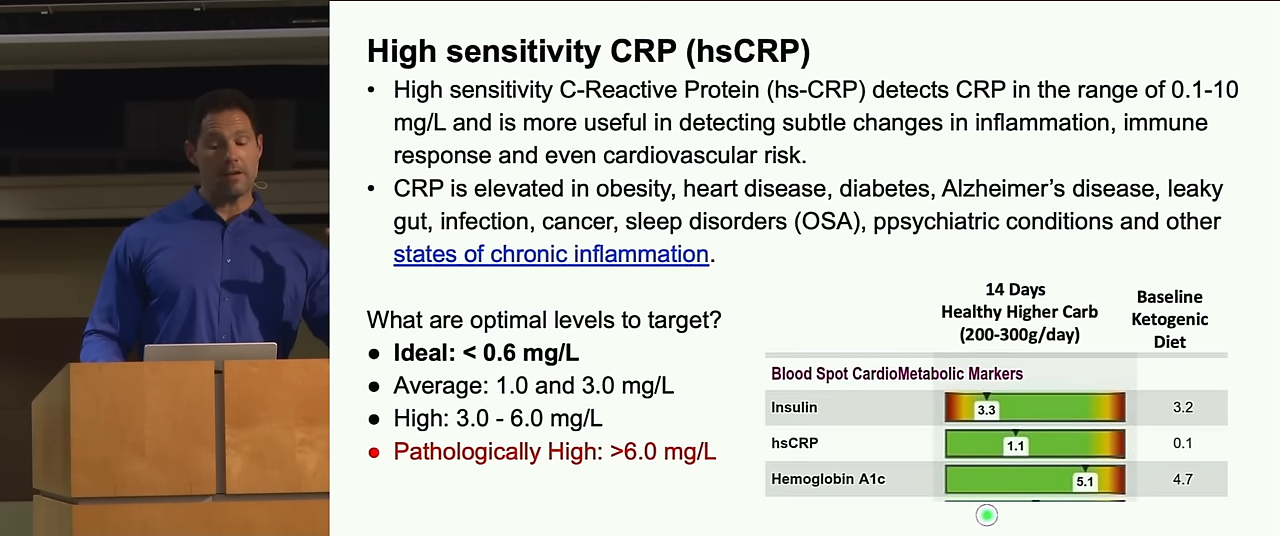 High sensitivity CRP (hsCRP)
• High sensitivity C-Reactive Protein (hs-CRP) detects CRP in the range of 0.1-10
mg/L and is more useful in detecting subtle changes in inflammation, immune
response and even cardiovascular risk.
• CRP is elevated in obesity, heart disease, diabetes, Alzheimer's disease, leaky
gut, infection, cancer, sleep disorders (OSA), ppsychiatric conditions and other
states of chronic inflammation.
What are optimal levels to target?
● Ideal: < 0.6 mg/L
● Average: 1.0 and 3.0 mg/L
● High: 3.0 - 6.0 mg/L
● Pathologically High: >6.0 mg/L
14 Days
Healthy Higher Carb
(200-300g/day)
Baseline
Ketogenic
Diet
Blood Spot CardioMetabolic Markers
Insulin 3.3 3.2
hsCRP 1.1 0.1
Hemoglobin A1c 5.1 4.7